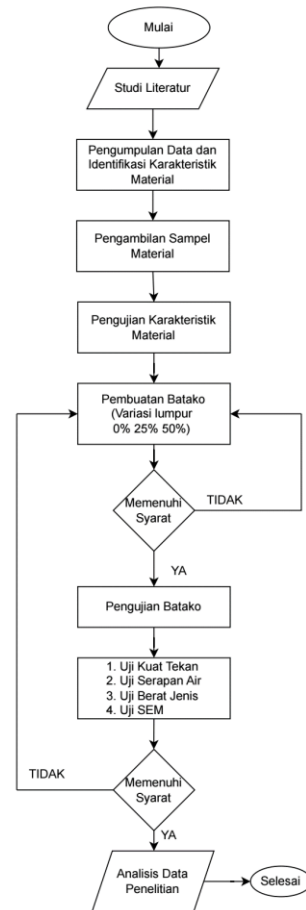 Mulai
Studi Literatur
Pengumpulan Data dan
Identifikasi Karakteristik
Material
Pengambilan Sampel
Material
Pengujian Karakteristik
Material
Pembuatan Batako
(Variasi lumpur
0% 25% 50%)
Memenuhi
Syarat
TIDAK
YA
Pengujian Batako
1. Uji Kuat Tekan
2. Uji Serapan Air
3. Uji Berat Jenis
4. Uji SEM
TIDAK
Memenuhi
Syarat
YA
Analisis Data
Penelitian
Selesai